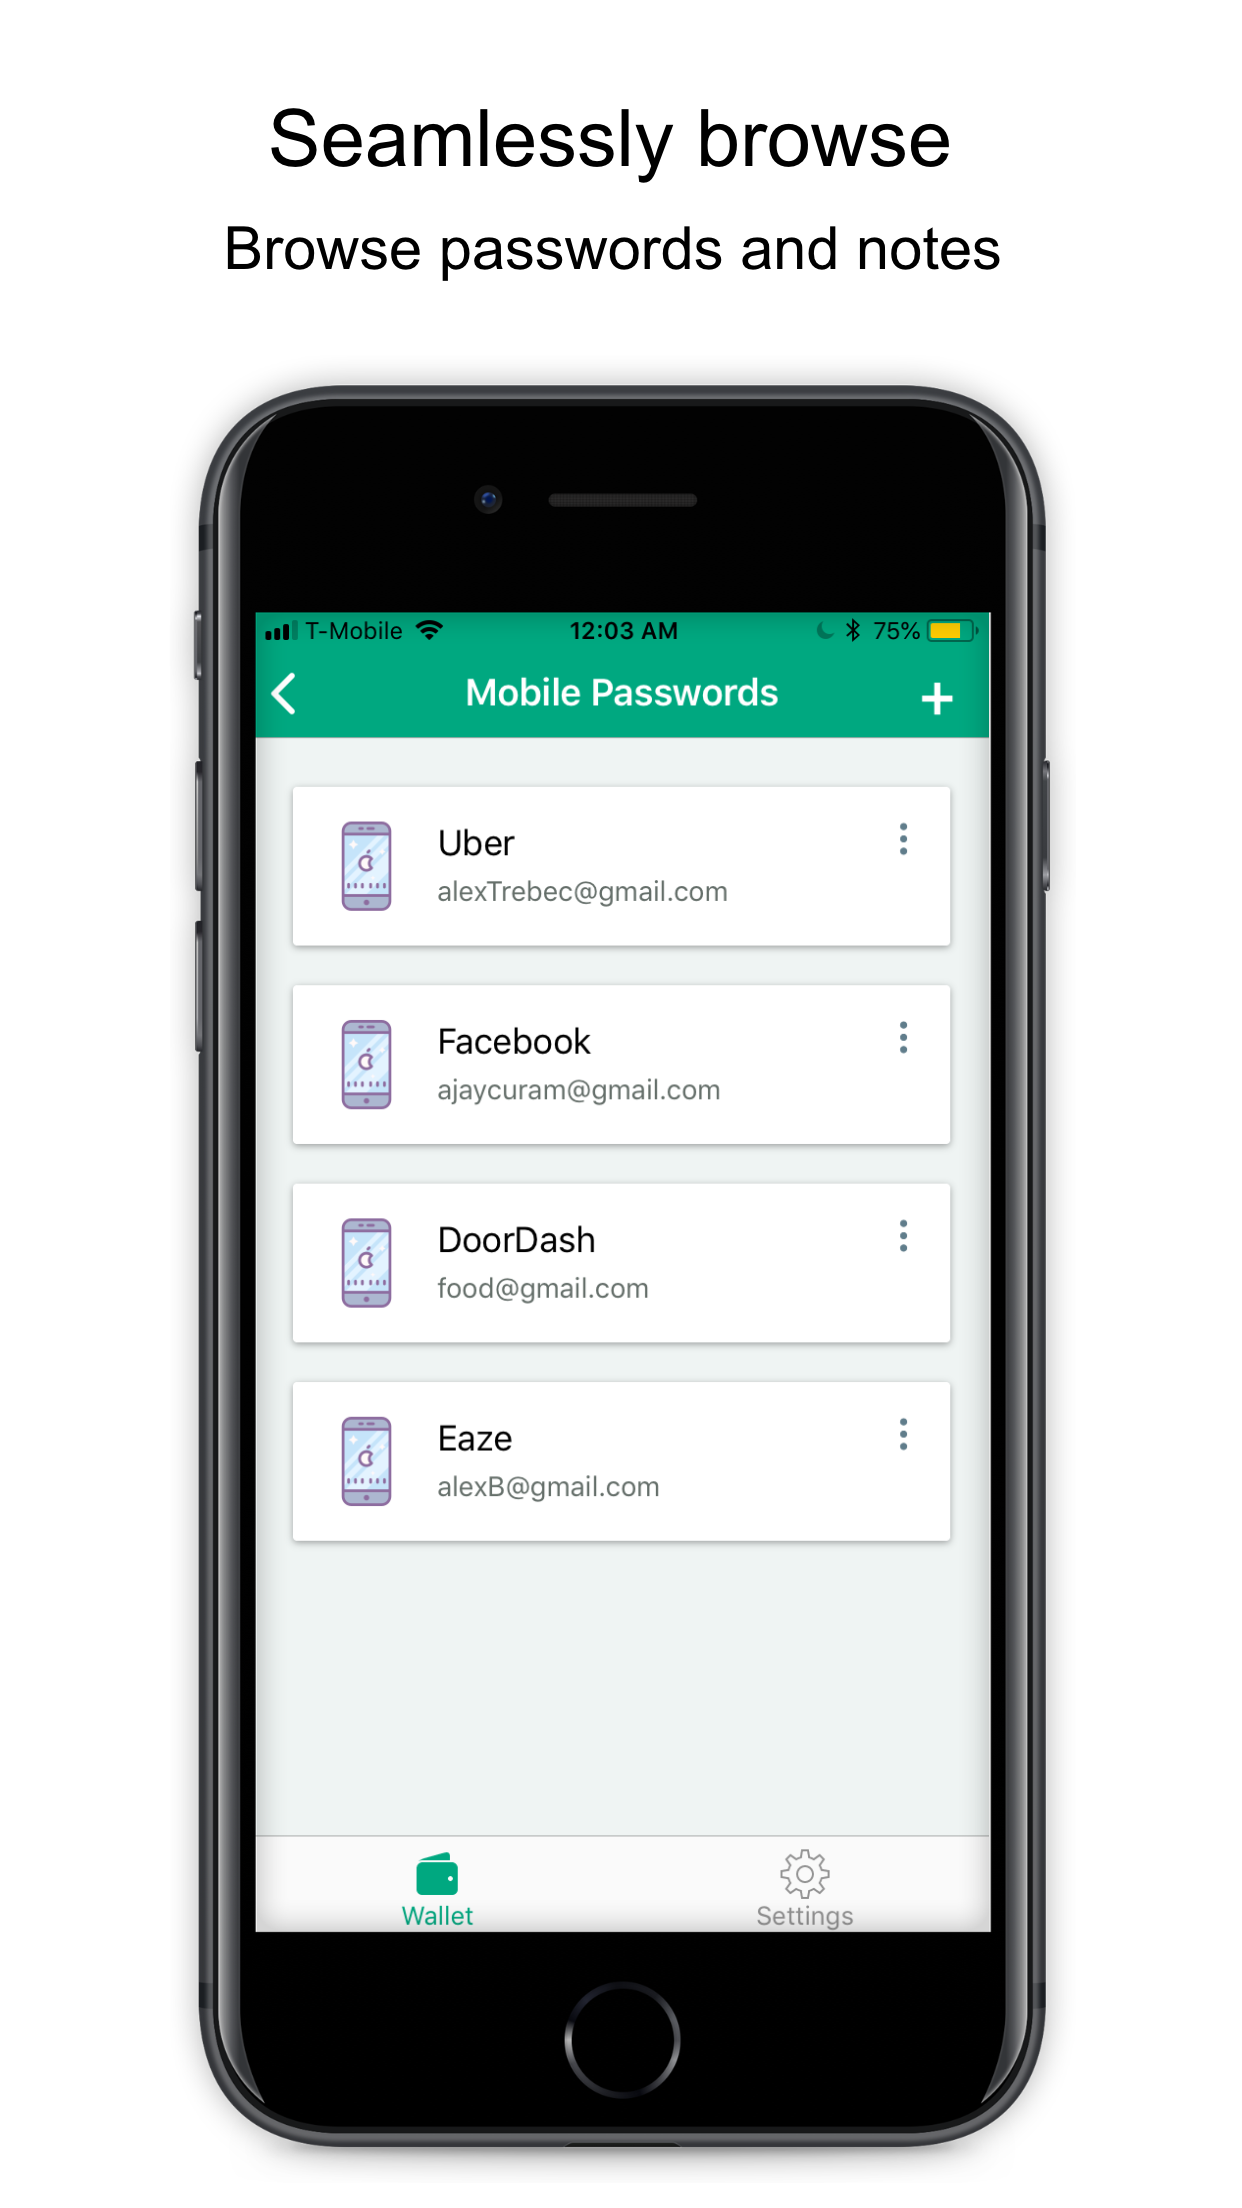 Seamlessly browse
Browse passwords and notes
T-Mobile 12:03 AM 75%
Mobile Passwords
Uber
alexTrebec@gmail.com
Facebook
ajaycuram@gmail.com
DoorDash
food@gmail.com
Eaze
alexB@gmail.com
Wallet Settings